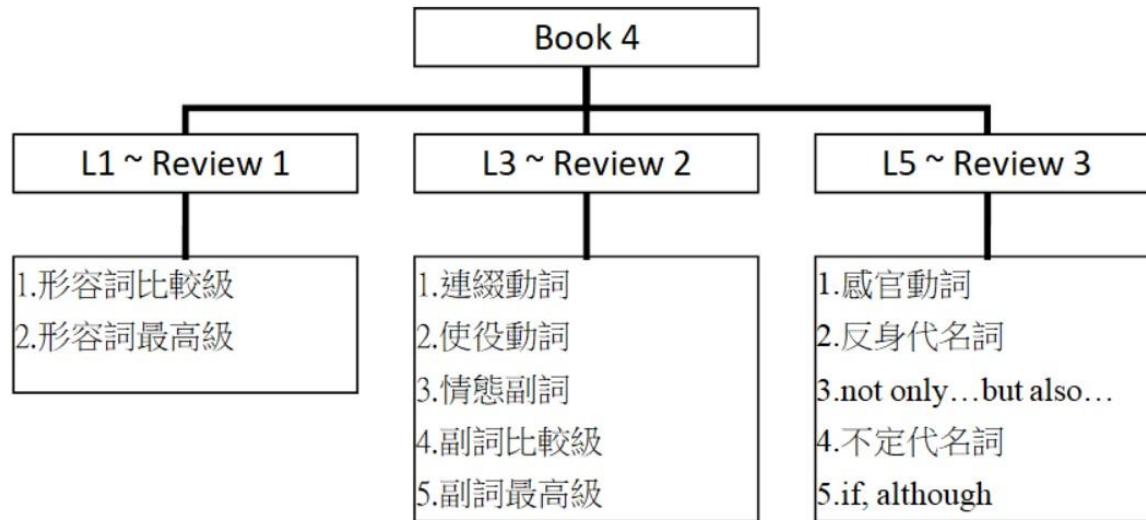 Book 4
L1 ~ Review 1
1.形容詞比較級
2.形容詞最高級
L3 ~ Review 2
1.連綴動詞
2.使役動詞
3.情態副詞
4.副詞比較級
5.副詞最高級
L5 ~ Review 3
1.感官動詞
2.反身代名詞
3.not only…but also…
4.不定代名詞
5.if, although